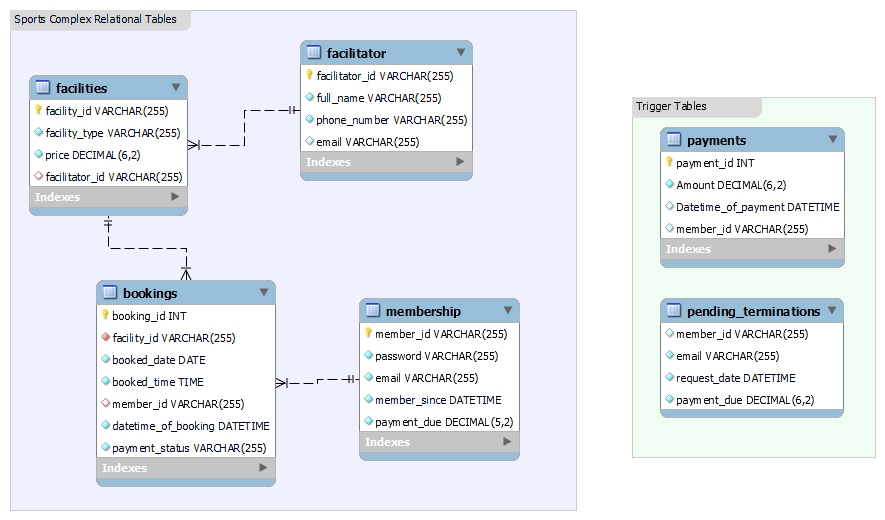 Sports Complex Relational Tables
facilitator
facilitator_id VARCHAR(255)
full_name VARCHAR(255)
phone_number VARCHAR(255)
email VARCHAR(255)
Indexes
facilities
facility_id VARCHAR(255)
facility_type VARCHAR(255)
price DECIMAL(6,2)
facilitator_id VARCHAR(255)
Indexes
bookings
booking_id INT
facility_id VARCHAR(255)
booked_date DATE
booked_time TIME
member_id VARCHAR(255)
datetime_of_booking DATETIME
payment_status VARCHAR(255)
Indexes
membership
member_id VARCHAR(255)
password VARCHAR(255)
email VARCHAR(255)
member_since DATETIME
payment_due DECIMAL(5,2)
Indexes
Trigger Tables
payments
payment_id INT
Amount DECIMAL(6,2)
Datetime_of_payment DATETIME
member_id VARCHAR(255)
Indexes
pending_terminations
member_id VARCHAR(255)
email VARCHAR(255)
request_date DATETIME
payment_due DECIMAL(6,2)